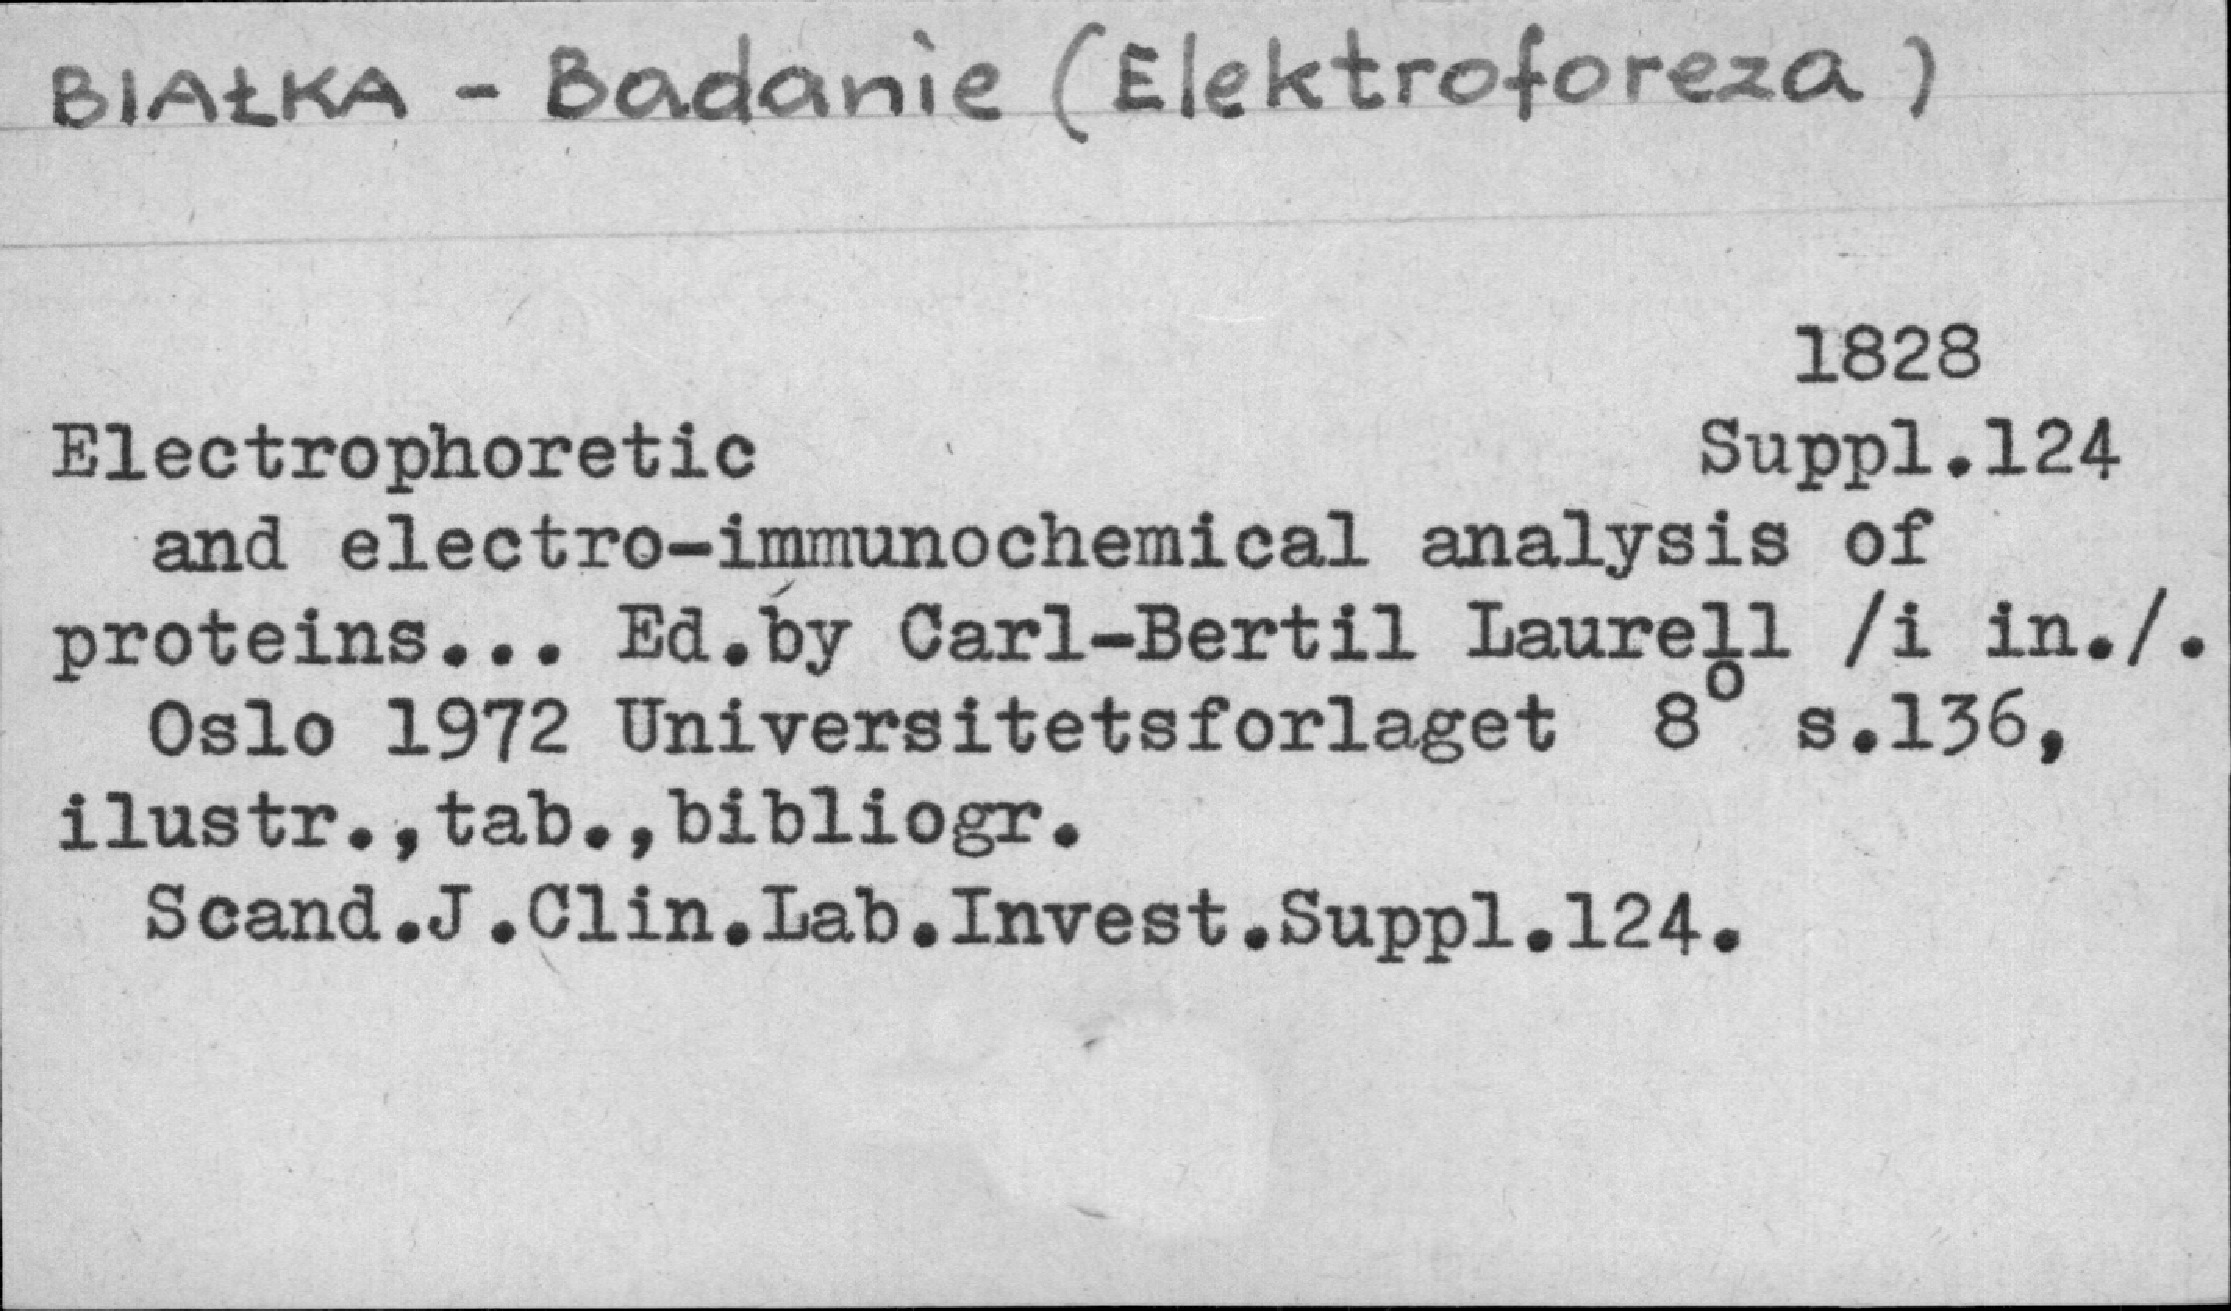 BIAŁKA - Badanie (Elektroforeza)
1828
Electrophoretic Suppl.124
and electro-immunochemical analysis of
proteins... Ed.by Carl-Bertil Laurell /i in./.
Oslo 1972 Universitetsforlaget 8° s.136,
ilustr.,tab.,bibliogr.
Scand.J.Clin.Lab.Invest.Suppl.124.